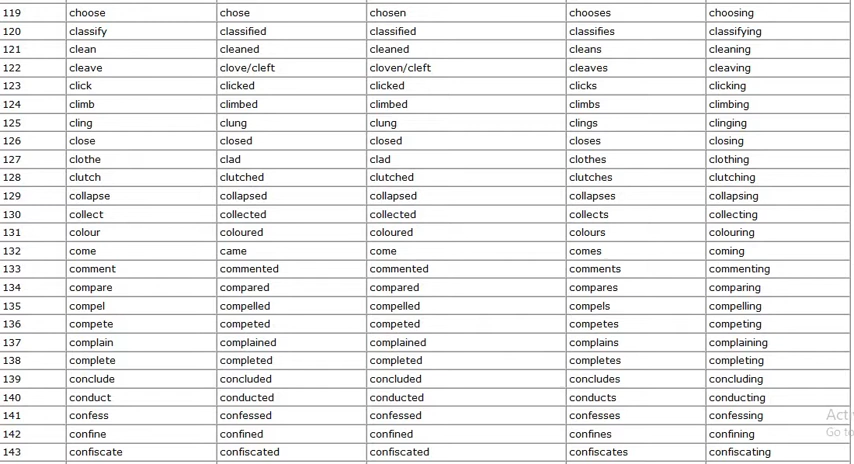 119 choose chose chosen chooses choosing
120 classify classified classified classifies classifying
121 clean cleaned cleaned cleans cleaning
122 cleave clove/cleft cloven/cleft cleaves cleaving
123 click clicked clicked clicks clicking
124 climb climbed climbed climbs climbing
125 cling clung clung clings clinging
126 close closed closed closes closing
127 clothe clad clad clothes clothing
128 clutch clutched clutched clutches clutching
129 collapse collapsed collapsed collapses collapsing
130 collect collected collected collects collecting
131 colour coloured coloured colours colouring
132 come came come comes coming
133 comment commented commented comments commenting
134 compare compared compared compares comparing
135 compel compelled compelled compels compelling
136 compete competed competed competes competing
137 complain complained complained complains complaining
138 complete completed completed completes completing
139 conclude concluded concluded concludes concluding
140 conduct conducted conducted conducts conducting
141 confess confessed confessed confesses confessing
142 confine confined confined confines confining
143 confiscate confiscated confiscated confiscates confiscating
Go to